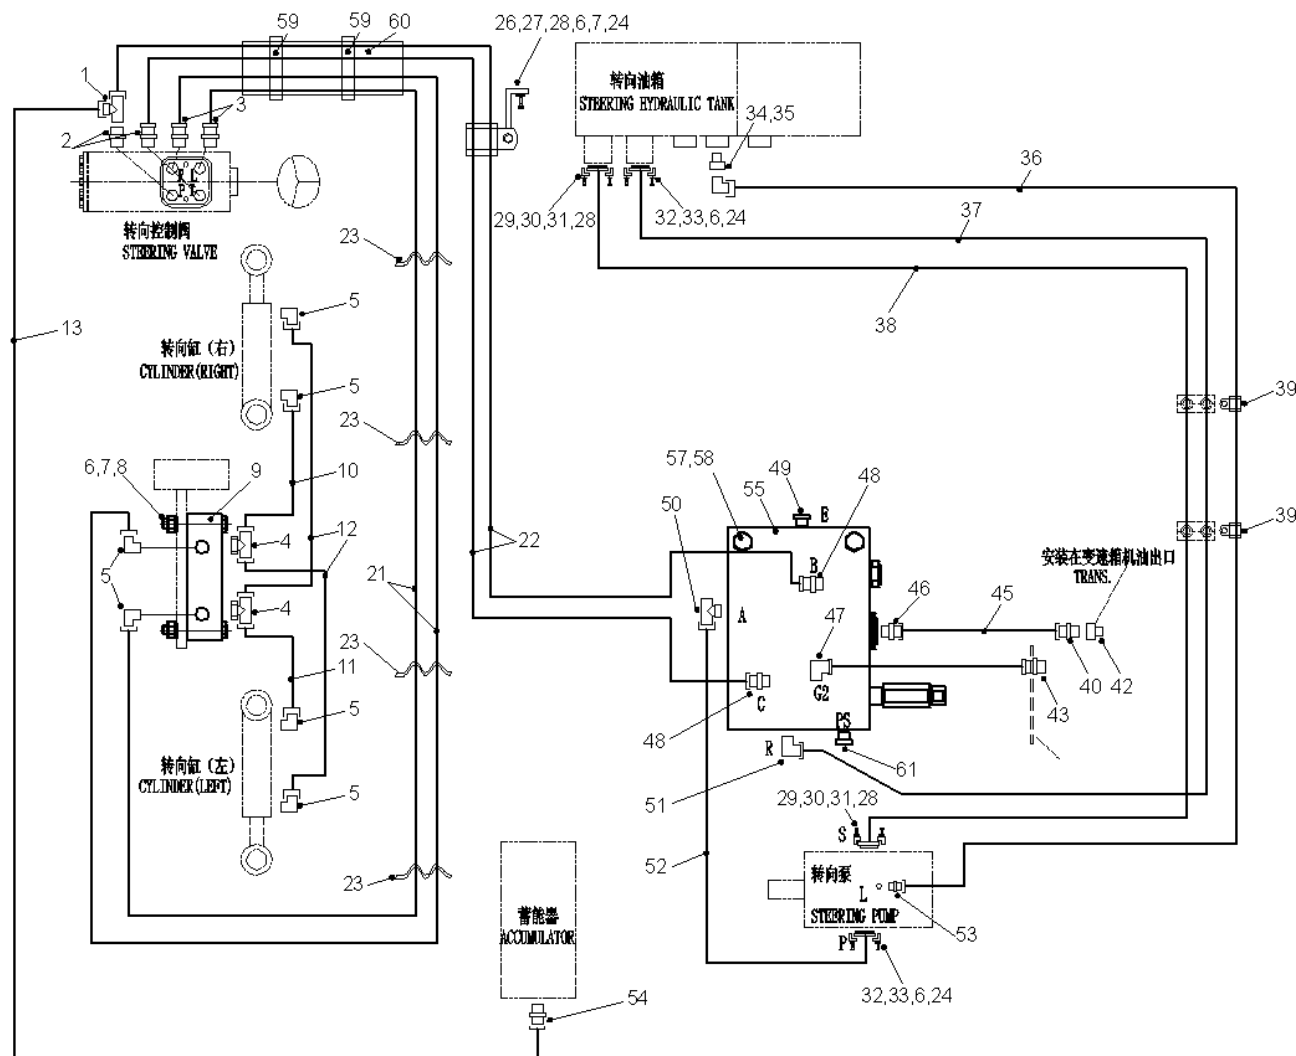 59
59
60
26,27,28,6,7,24
1
3
2
转向油箱
STEERING HYDRAULIC TANK
34,35
36
L
P
T
29,30,31,28
32,33,6,24
37
转向控制阀
STEERING VALVE
23
38
5
13
转向缸（右）
CYLINDER(RIGHT)
5
39
23
6,7,8
9
10
57,58
49
48
55
E
50
4
12
22
39
安装在变速箱机油出口
TRANS.
5
21
B
46
45
4
A
47
23
11
G2
40
42
43
5
C
48
PS
R
61
转向缸（左）
CYLINDER(LEFT)
5
51
29,30,31,28
S
52
23
转向泵
L
STEERING PUMP
蓄能器
ACCUMULATOR
53
P
32,33,6,24
54